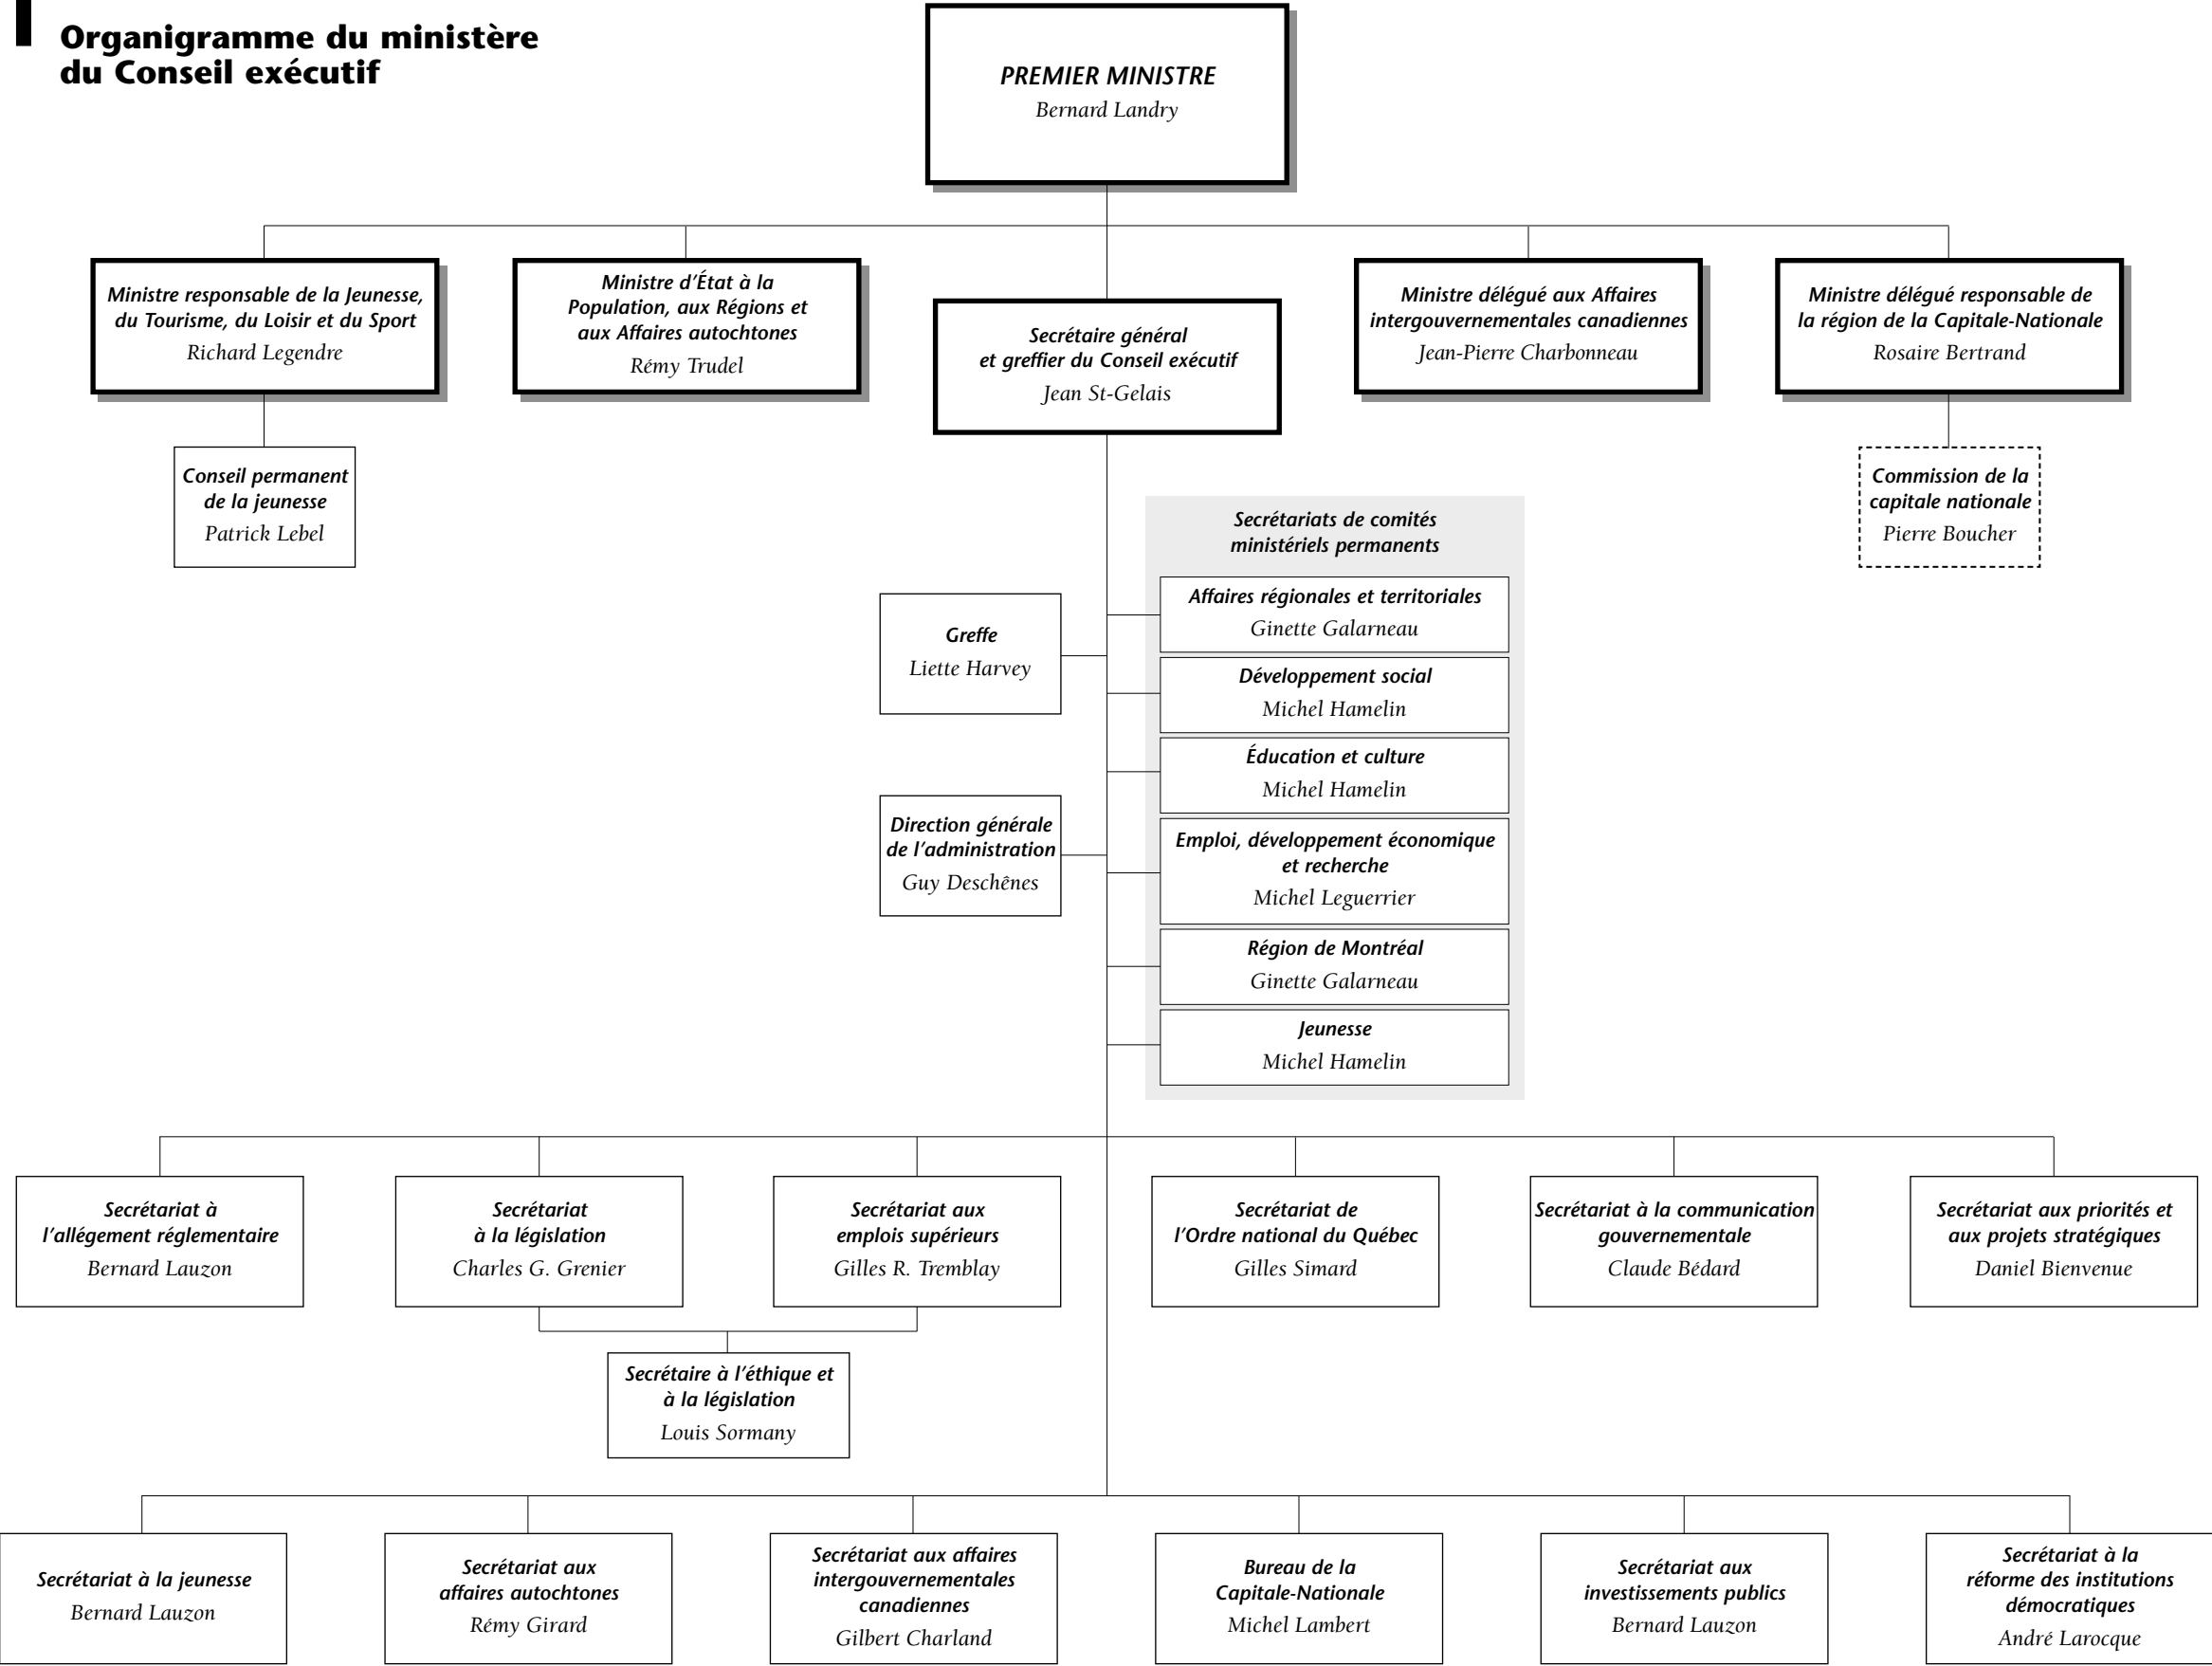 Organigramme du ministère
du Conseil exécutif
PREMIER MINISTRE
Bernard Landry
Ministre responsable de la Jeunesse,
du Tourisme, du Loisir et du Sport
Richard Legendre
Ministre d’État à la
Population, aux Régions et
aux Affaires autochtones
Rémy Trudel
Secrétaire général
et greffier du Conseil exécutif
Jean St-Gelais
Ministre délégué aux Affaires
intergouvernementales canadiennes
Jean-Pierre Charbonneau
Ministre délégué responsable de
la région de la Capitale-Nationale
Rosaire Bertrand
Conseil permanent
de la jeunesse
Patrick Lebel
Commission de la
capitale nationale
Pierre Boucher
Secrétariats de comités
ministériels permanents
Affaires régionales et territoriales
Ginette Galarneau
Développement social
Michel Hamelin
Éducation et culture
Michel Hamelin
Emploi, développement économique
et recherche
Michel Leguerrier
Région de Montréal
Ginette Galarneau
Jeunesse
Michel Hamelin
Greffe
Liette Harvey
Direction générale
de l’administration
Guy Deschênes
Secrétariat à
l’allégement réglementaire
Bernard Lauzon
Secrétariat
à la législation
Charles G. Grenier
Secrétariat aux
emplois supérieurs
Gilles R. Tremblay
Secrétariat de
l’Ordre national du Québec
Gilles Simard
Secrétariat à la communication
gouvernementale
Claude Bédard
Secrétariat aux priorités et
aux projets stratégiques
Daniel Bienvenue
Secrétaire à l’éthique et
à la législation
Louis Sormany
Secrétariat à la jeunesse
Bernard Lauzon
Secrétariat aux
affaires autochtones
Rémy Girard
Secrétariat aux affaires
intergouvernementales
canadiennes
Gilbert Charland
Bureau de la
Capitale-Nationale
Michel Lambert
Secrétariat aux
investissements publics
Bernard Lauzon
Secrétariat à la
réforme des institutions
démocratiques
André Larocque